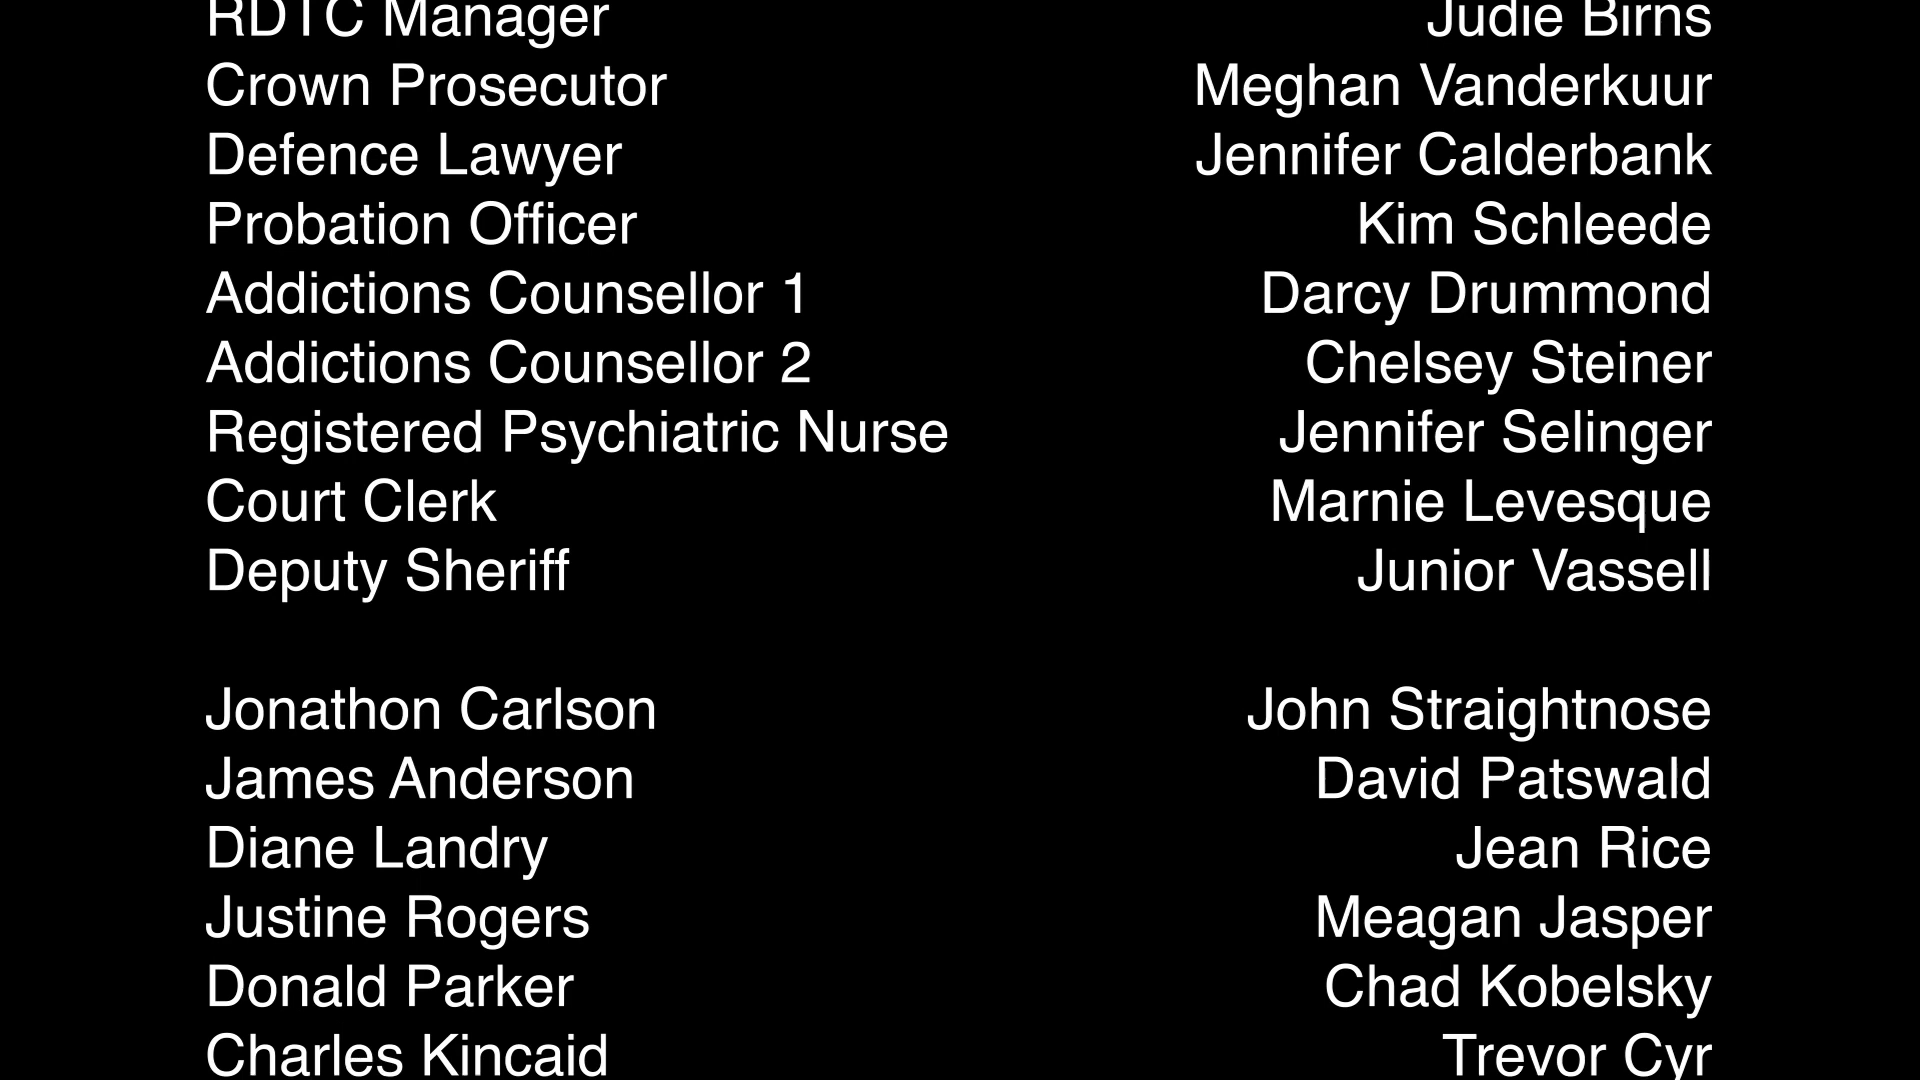 RDTC Manager Judie Birns
Crown Prosecutor Meghan Vanderkuur
Defence Lawyer Jennifer Calderbank
Probation Officer Kim Schleede
Addictions Counsellor 1 Darcy Drummond
Addictions Counsellor 2 Chelsey Steiner
Registered Psychiatric Nurse Jennifer Selinger
Court Clerk Marnie Levesque
Deputy Sheriff Junior Vassell
Jonathon Carlson John Straightnose
James Anderson David Patswald
Diane Landry Jean Rice
Justine Rogers Meagan Jasper
Donald Parker Chad Kobelsky
Charles Kincaid Trevor Cyr